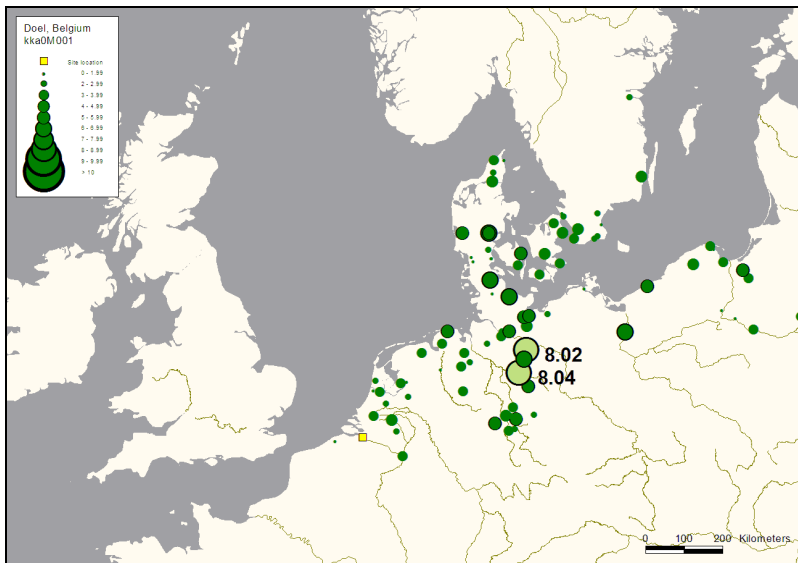 Doel, Belgium
kka0M001
Site location
0 - 1.99
2 - 2.99
3 - 3.99
4 - 4.99
5 - 5.99
6 - 6.99
7 - 7.99
8 - 8.99
9 - 9.99
> 10
8.02
8.04
0 100 200 Kilometers